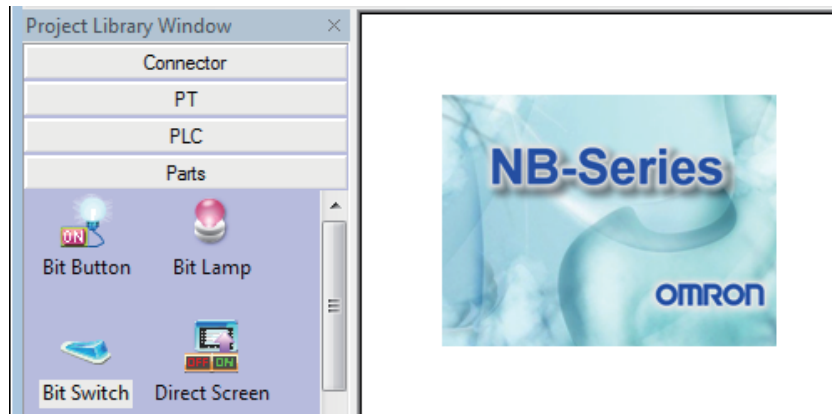 Project Library Window
Connector
PT
PLC
Parts
ON
Bit Button
Bit Lamp
Bit Switch
OFF ON
Direct Screen
NB-Series
OMRON